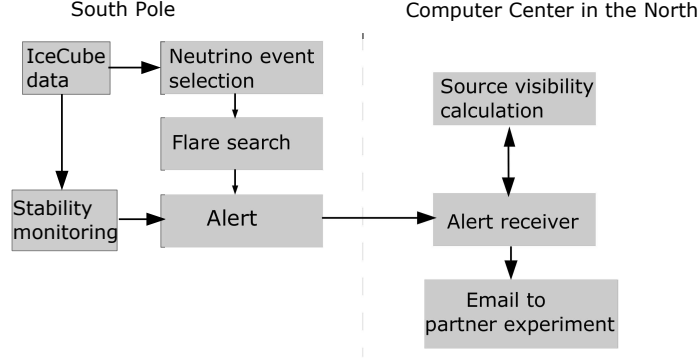 South Pole
Computer Center in the North
IceCube
data
Neutrino event
selection
Flare search
Stability
monitoring
Alert
Source visibility
calculation
Alert receiver
Email to
partner experiment